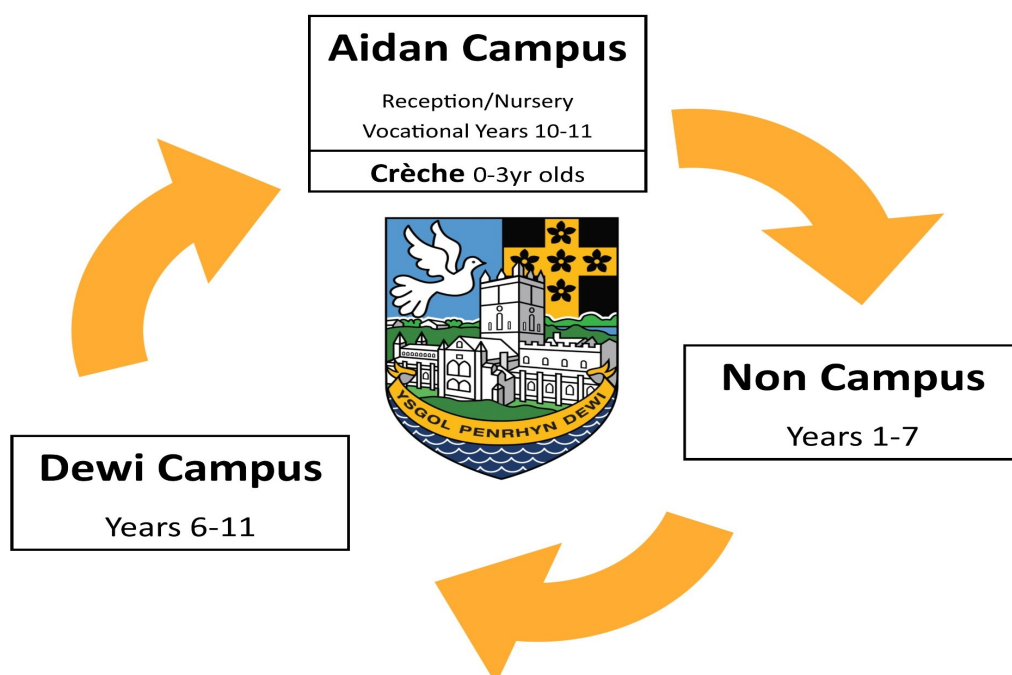 Aidan Campus
Reception/Nursery
Vocational Years 10-11
Crèche 0-3yr olds
Non Campus
Years 1-7
Dewi Campus
Years 6-11
YSGOL PENRHYN DEWI